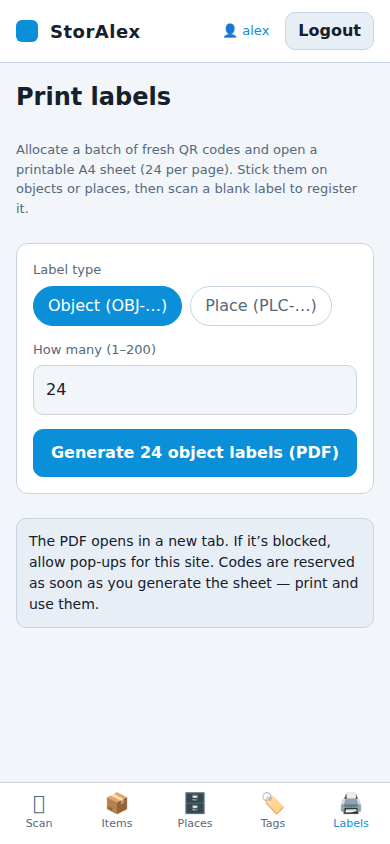 StorAlex
👤 alex
Logout
Print labels
Allocate a batch of fresh QR codes and open a
printable A4 sheet (24 per page). Stick them on
objects or places, then scan a blank label to register
it.
Label type
Object (OBJ-…)
Place (PLC-…)
How many (1–200)
24
Generate 24 object labels (PDF)
The PDF opens in a new tab. If it’s blocked,
allow pop-ups for this site. Codes are reserved
as soon as you generate the sheet — print and
use them.
Scan
Items
Places
Tags
Labels